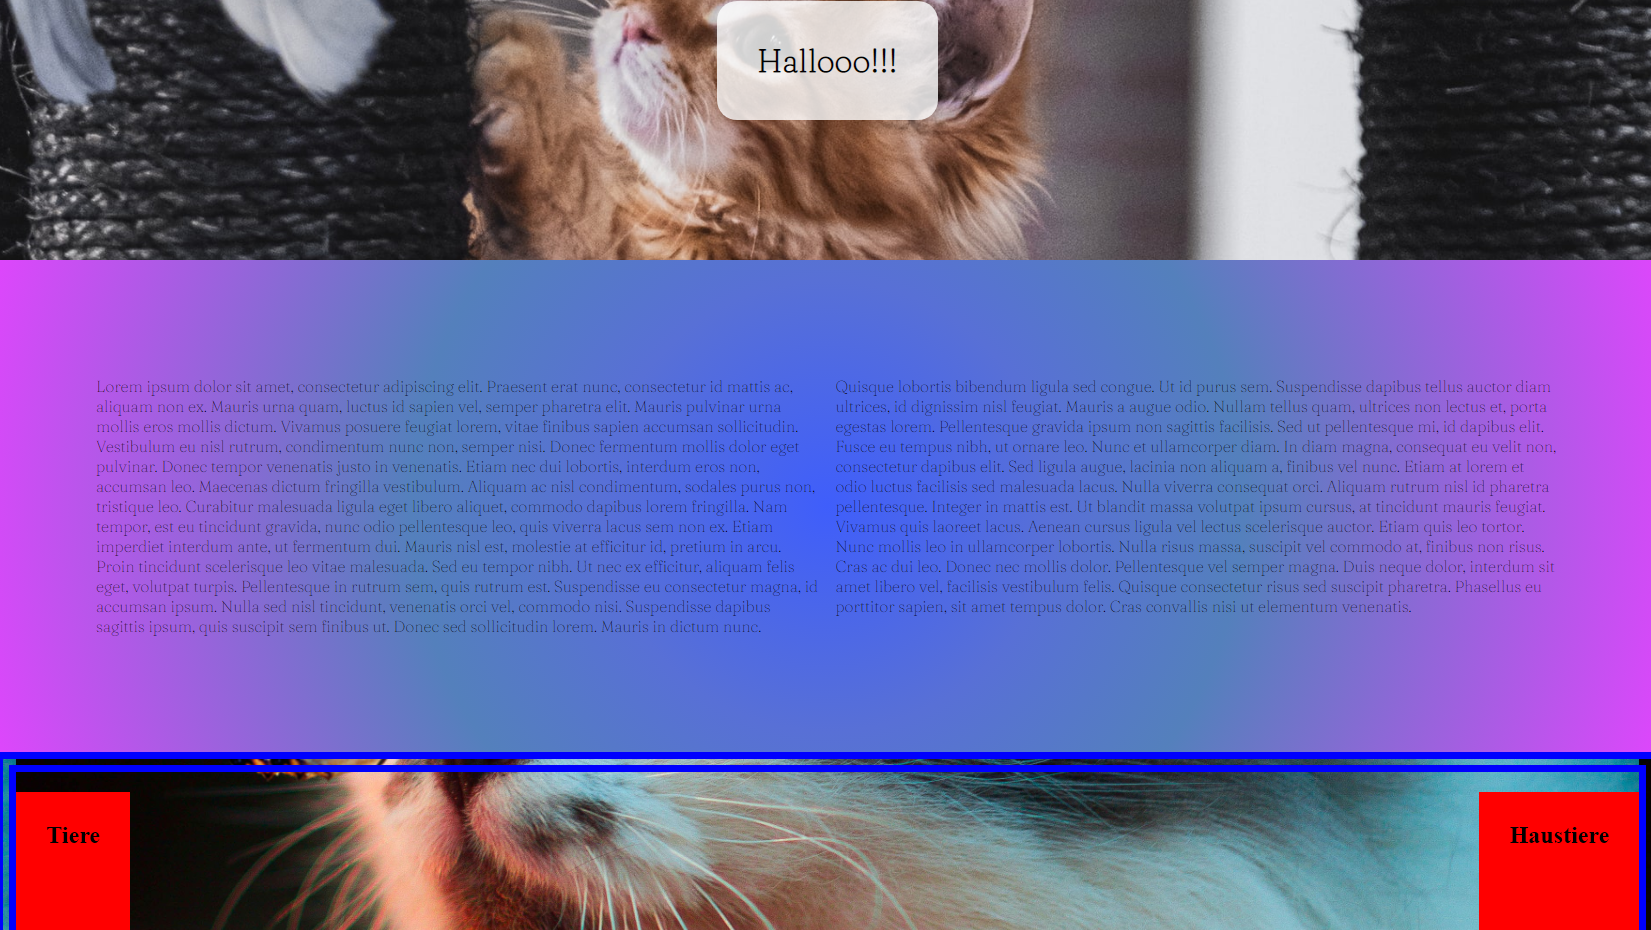 Hallooo!!!
Lorem ipsum dolor sit amet, consectetur adipiscing elit. Praesent erat nunc, consectetur id mattis ac,
aliquam non ex. Mauris urna quam, luctus id sapien vel, semper pharetra elit. Mauris pulvinar urna
mollis eros mollis dictum. Vivamus posuere feugiat lorem, vitae finibus sapien accumsan sollicitudin.
Vestibulum eu nisl rutrum, condimentum nunc non, semper nisi. Donec fermentum mollis dolor eget
pulvinar. Donec tempor venenatis justo in venenatis. Etiam nec dui lobortis, interdum eros non,
accumsan leo. Maecenas dictum fringilla vestibulum. Aliquam ac nisl condimentum, sodales purus non,
tristique leo. Curabitur malesuada ligula eget libero aliquet, commodo dapibus lorem fringilla. Nam
tempor, est eu tincidunt gravida, nunc odio pellentesque leo, quis viverra lacus sem non ex. Etiam
imperdiet interdum ante, ut fermentum dui. Mauris nisl est, molestie at efficitur id, pretium in arcu.
Proin tincidunt scelerisque leo vitae malesuada. Sed eu tempor nibh. Ut nec ex efficitur, aliquam felis
eget, volutpat turpis. Pellentesque in rutrum sem, quis rutrum est. Suspendisse eu consectetur magna, id
accumsan ipsum. Nulla sed nisl tincidunt, venenatis orci vel, commodo nisi. Suspendisse dapibus
sagittis ipsum, quis suscipit sem finibus ut. Donec sed sollicitudin lorem. Mauris in dictum nunc.
Quisque lobortis bibendum ligula sed congue. Ut id purus sem. Suspendisse dapibus tellus auctor diam
ultrices, id dignissim nisl feugiat. Mauris a augue odio. Nullam tellus quam, ultrices non lectus et, porta
egestas lorem. Pellentesque gravida ipsum non sagittis facilisis. Sed ut pellentesque mi, id dapibus elit.
Fusce eu tempus nibh, ut ornare leo. Nunc et ullamcorper diam. In diam magna, consequat eu velit non,
consectetur dapibus elit. Sed ligula augue, lacinia non aliquam a, finibus vel nunc. Etiam at lorem et
odio luctus facilisis sed malesuada lacus. Nulla viverra consequat orci. Aliquam rutrum nisl id pharetra
pellentesque. Integer in mattis est. Ut blandit massa volutpat ipsum cursus, at tincidunt mauris feugiat.
Vivamus quis laoreet lacus. Aenean cursus ligula vel lectus scelerisque auctor. Etiam quis leo tortor.
Nunc mollis leo in ullamcorper lobortis. Nulla risus massa, suscipit vel commodo at, finibus non risus.
Cras ac dui leo. Donec nec mollis dolor. Pellentesque vel semper magna. Duis neque dolor, interdum sit
amet libero vel, facilisis vestibulum felis. Quisque consectetur risus sed suscipit pharetra. Phasellus eu
porttitor sapien, sit amet tempus dolor. Cras convallis nisi ut elementum venenatis.
Tiere
Haustiere